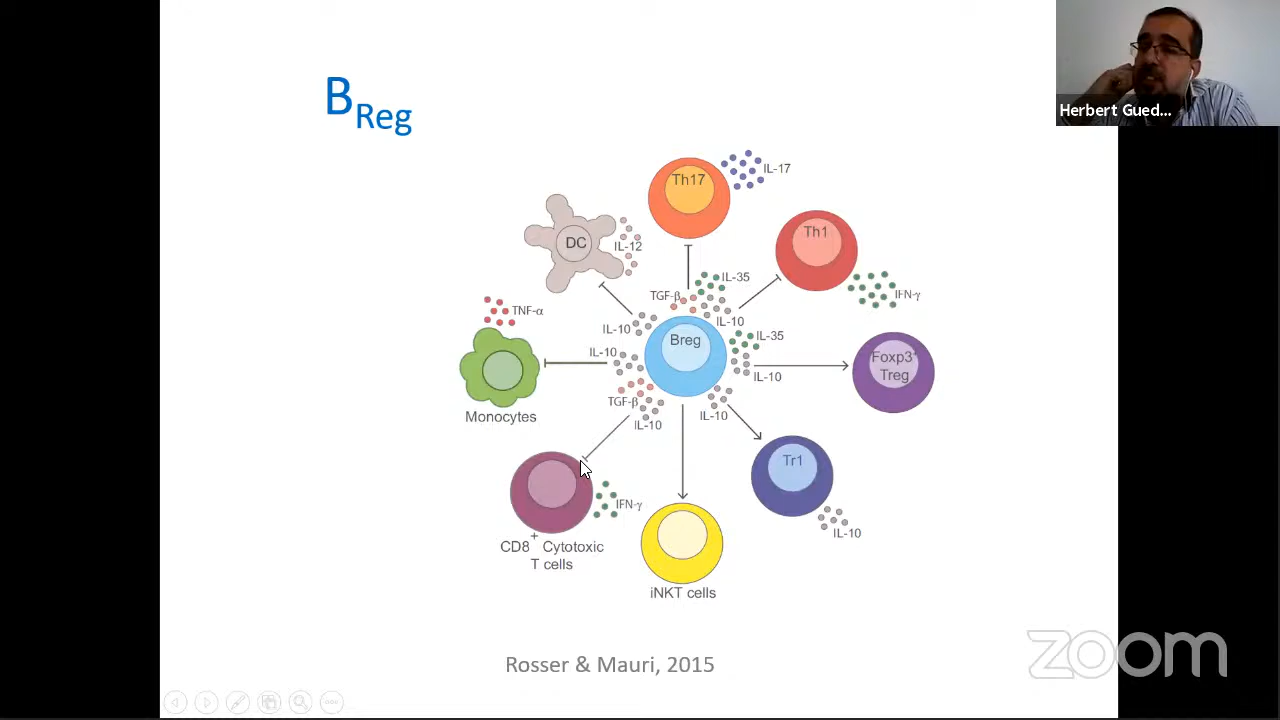 Herbert Gued...
B_Reg
Th17
IL-17
DC
IL-12
Th1
IFN-γ
TNF-α
TGF-β
IL-35
IL-10
IL-10
Breg
IL-35
IL-10
IL-10
Foxp3+
Treg
Monocytes
TGF-β
IL-10
IL-10
Tr1
IL-10
IFN-γ
CD8+ Cytotoxic
T cells
iNKT cells
Rosser & Mauri, 2015
zoom